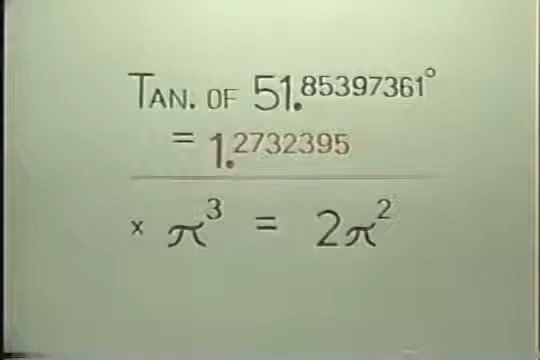 TAN. OF 51.85397361°
= 1.2732395
x π³ = 2π²